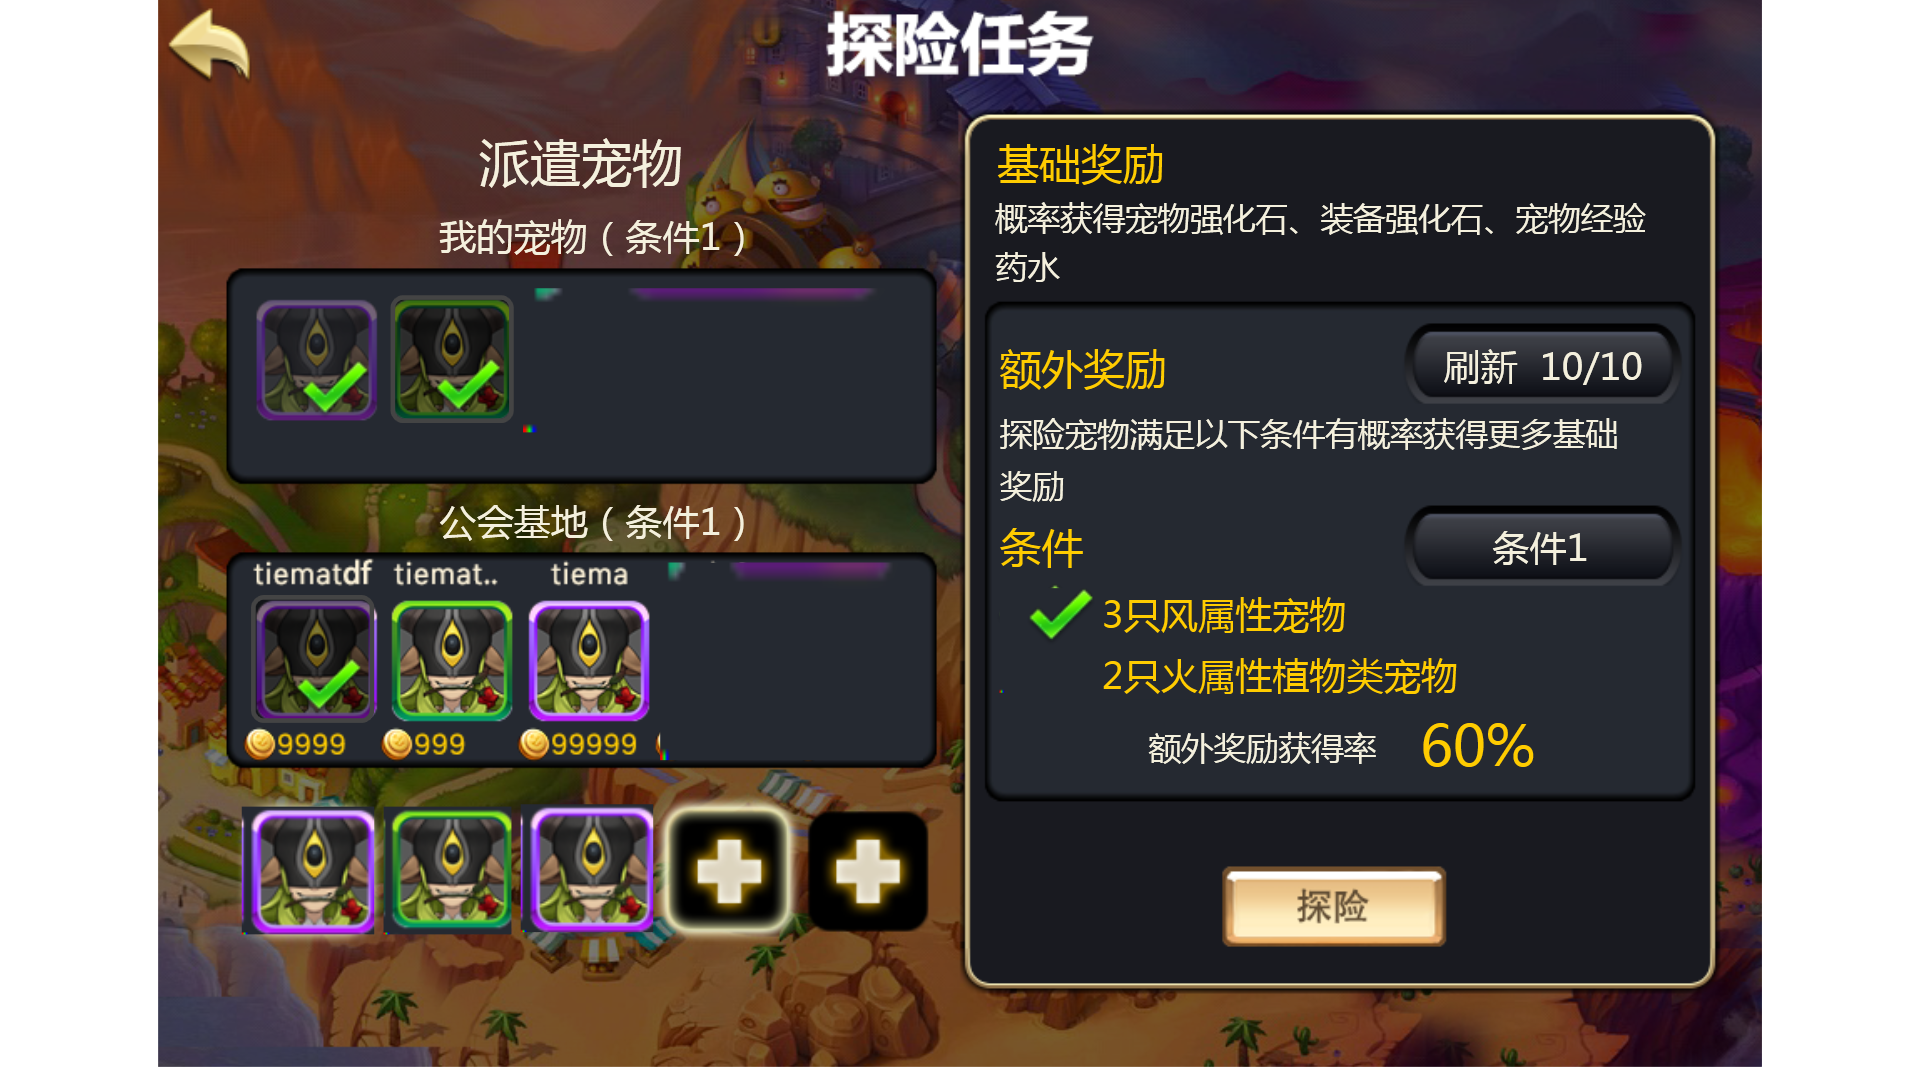 探险任务
派遣宠物
我的宠物（条件1）
公会基地（条件1）
tiematdf tiemat.. tiema
9999 999 99999
基础奖励
概率获得宠物强化石、装备强化石、宠物经验
药水
额外奖励 刷新 10/10
探险宠物满足以下条件有概率获得更多基础
奖励
条件 条件1
3只风属性宠物
2只火属性植物类宠物
额外奖励获得率 60%
探险